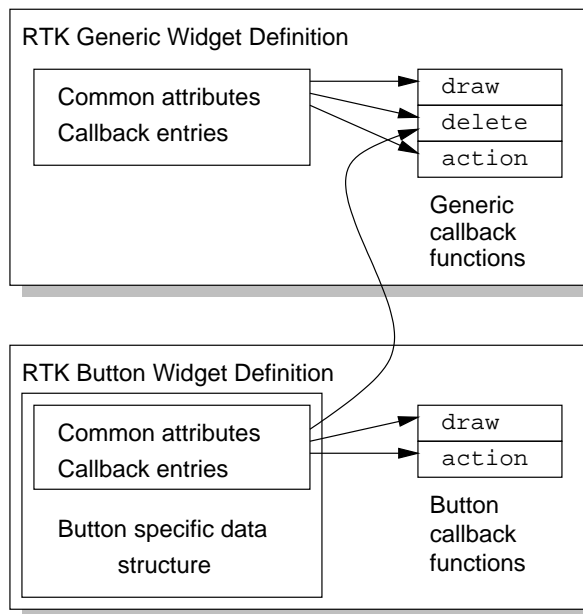 RTK Generic Widget Definition
Common attributes
Callback entries
draw
delete
action
Generic
callback
functions
RTK Button Widget Definition
Common attributes
Callback entries
Button specific data
structure
draw
action
Button
callback
functions